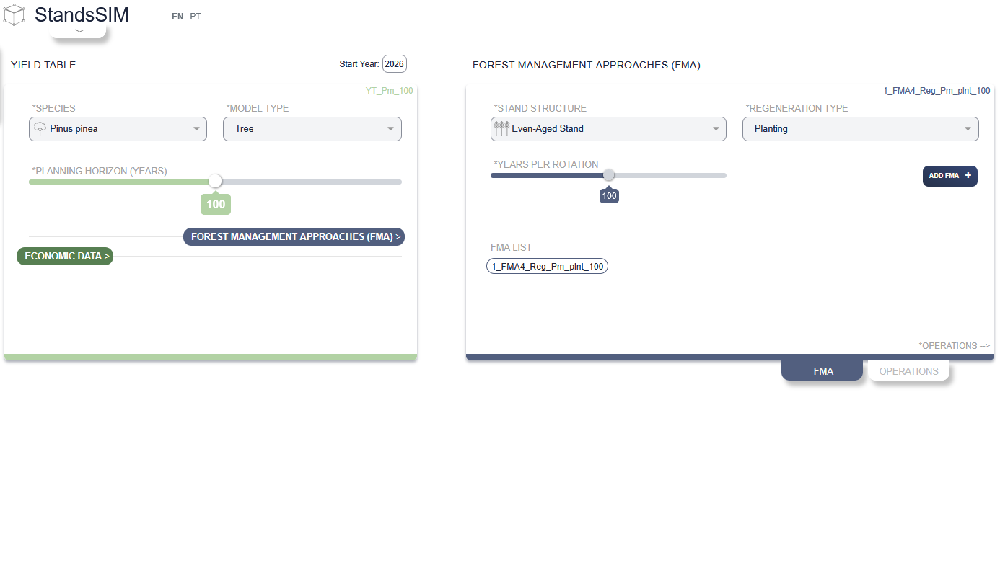 StandsSIM
EN PT
YIELD TABLE
Start Year: 2026
YT_Pm_100
*SPECIES
*MODEL TYPE
Pinus pinea
Tree
*PLANNING HORIZON (YEARS)
100
FOREST MANAGEMENT APPROACHES (FMA) >
ECONOMIC DATA >
FOREST MANAGEMENT APPROACHES (FMA)
1_FMA4_Reg_Pm_plnt_100
*STAND STRUCTURE
*REGENERATION TYPE
Even-Aged Stand
Planting
*YEARS PER ROTATION
100
ADD FMA +
FMA LIST
1_FMA4_Reg_Pm_plnt_100
*OPERATIONS -->
FMA
OPERATIONS